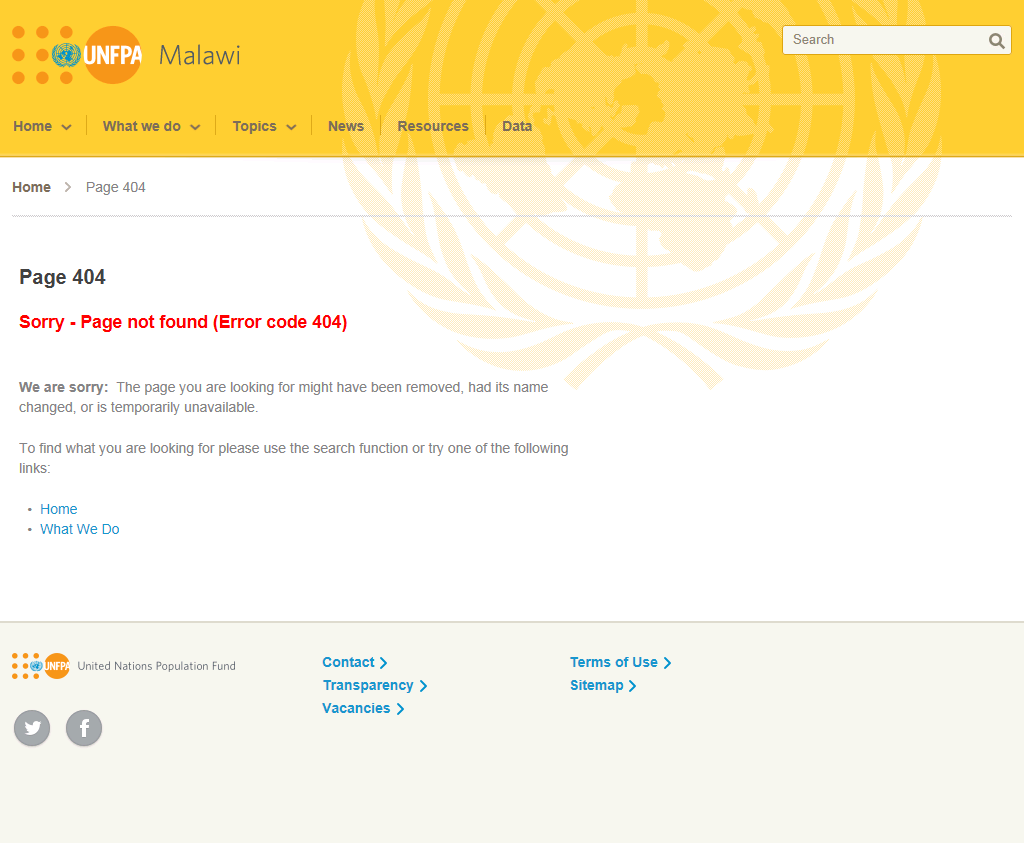 UNFPA Malawi
Search
Home
What we do
Topics
News
Resources
Data
Home
Page 404
Page 404
Sorry - Page not found (Error code 404)
We are sorry: The page you are looking for might have been removed, had its name
changed, or is temporarily unavailable.
To find what you are looking for please use the search function or try one of the following
links:
• Home
• What We Do
UNFPA United Nations Population Fund
Contact
Transparency
Vacancies
Terms of Use
Sitemap